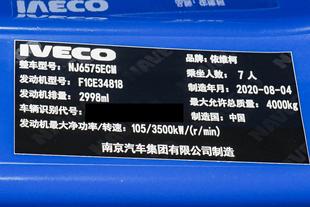 IVECO 品牌: 依维柯
整车型号: NJ6575ECM 乘坐人数: 7 人
发动机型号: F1CE3481B 制造年月: 2020-08-04
发动机排量: 2998ml 最大允许总质量: 4000kg
车辆识别代号: 制造国: 中国
发动机最大净功率/转速: 105/3500kW/(r/min)
南京汽车集团有限公司制造